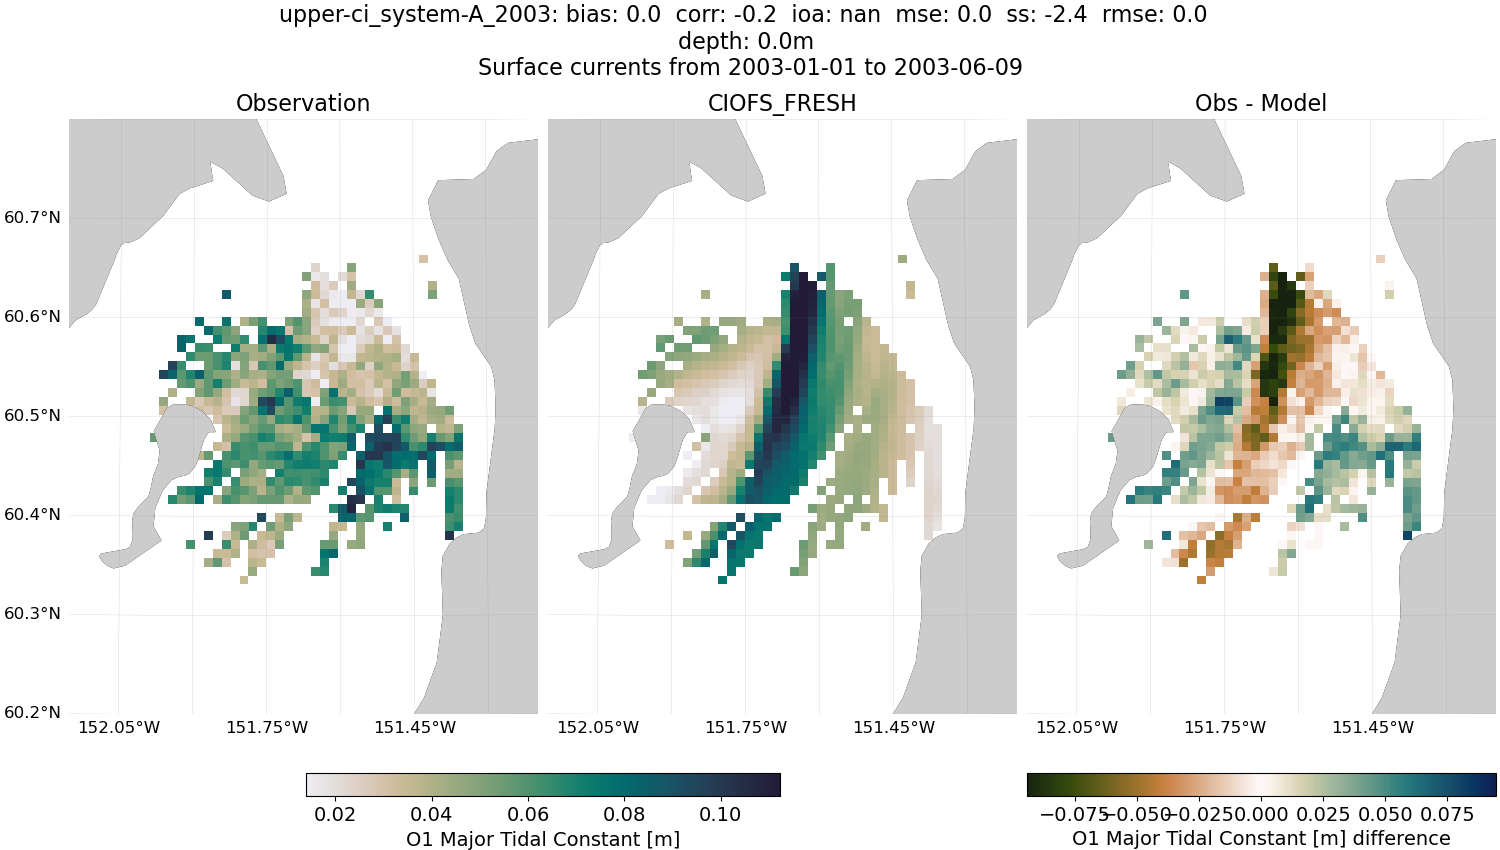 upper-ci_system-A_2003: bias: 0.0  corr: -0.2  ioa: nan  mse: 0.0  ss: -2.4  rmse: 0.0
depth: 0.0m
Surface currents from 2003-01-01 to 2003-06-09
Observation
CIOFS_FRESH
Obs - Model
60.7°N
60.6°N
60.5°N
60.4°N
60.3°N
60.2°N
152.05°W 151.75°W 151.45°W
152.05°W 151.75°W 151.45°W
152.05°W 151.75°W 151.45°W
0.02 0.04 0.06 0.08 0.10
O1 Major Tidal Constant [m]
−0.075 −0.050 −0.025 0.000 0.025 0.050 0.075
O1 Major Tidal Constant [m] difference